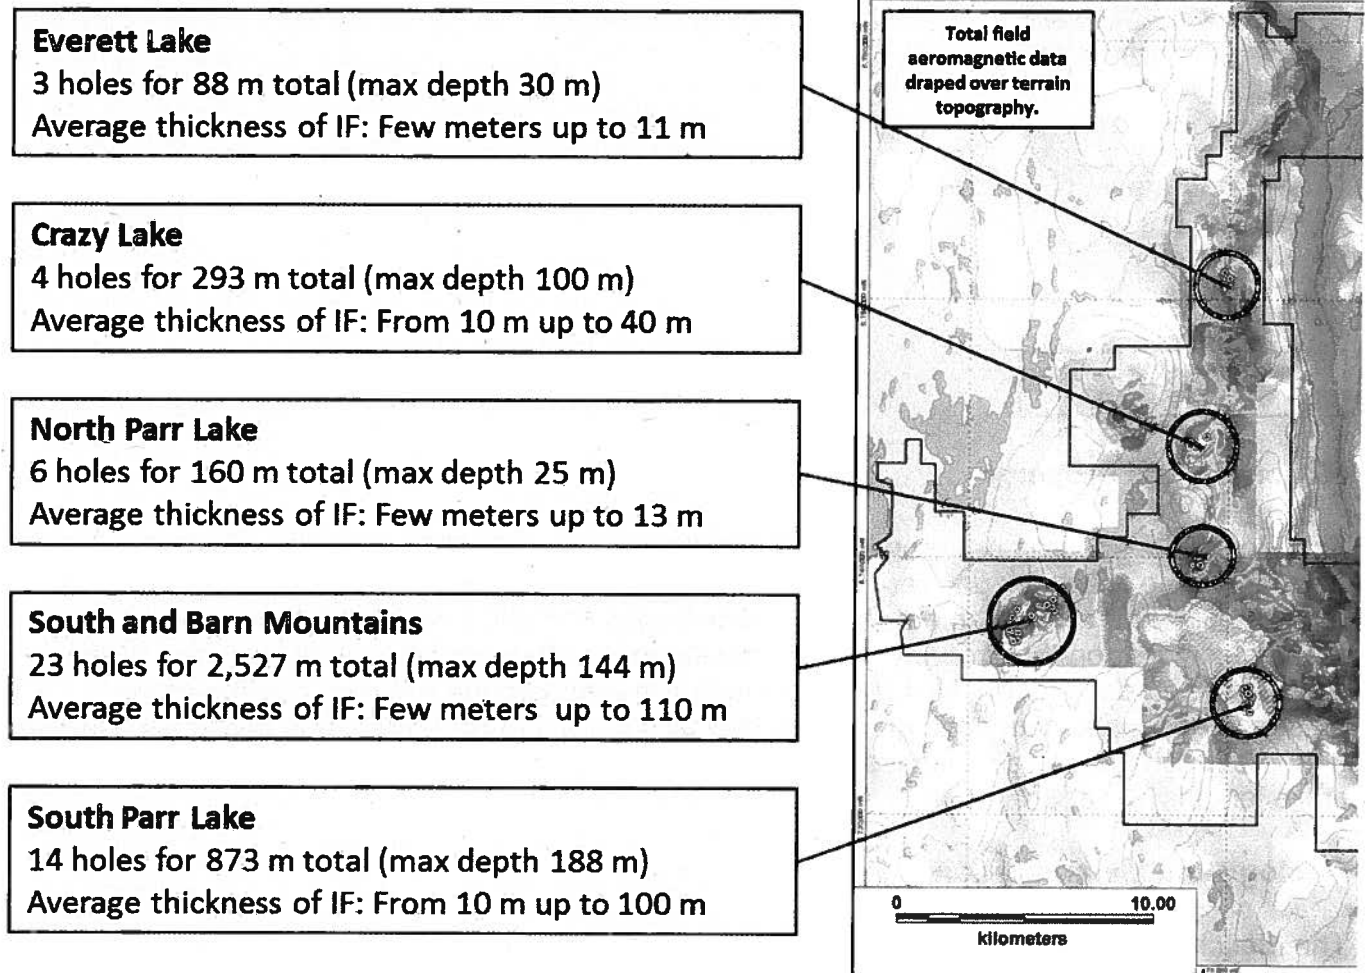 Everett Lake
3 holes for 88 m total (max depth 30 m)
Average thickness of IF: Few meters up to 11 m
Crazy Lake
4 holes for 293 m total (max depth 100 m)
Average thickness of IF: From 10 m up to 40 m
North Parr Lake
6 holes for 160 m total (max depth 25 m)
Average thickness of IF: Few meters up to 13 m
South and Barn Mountains
23 holes for 2,527 m total (max depth 144 m)
Average thickness of IF: Few meters up to 110 m
South Parr Lake
14 holes for 873 m total (max depth 188 m)
Average thickness of IF: From 10 m up to 100 m
Total field
aeromagnetic data
draped over terrain
topography.
0 10.00
kilometers